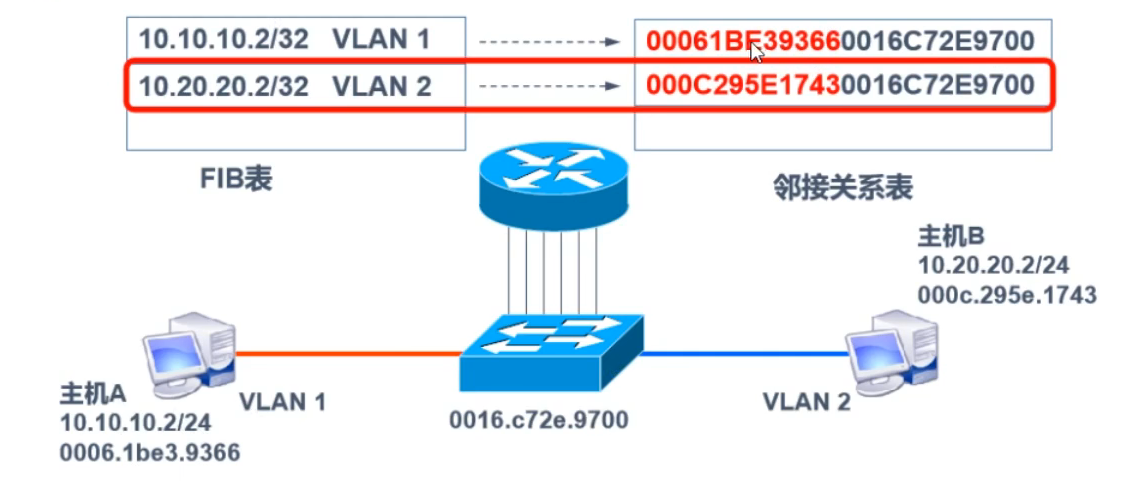 10.10.10.2/32 VLAN 1 00061BE393660016C72E9700
10.20.20.2/32 VLAN 2 000C295E17430016C72E9700
FIB表
邻接关系表
主机B
10.20.20.2/24
000c.295e.1743
主机A
10.10.10.2/24
0006.1be3.9366
VLAN 1
0016.c72e.9700
VLAN 2